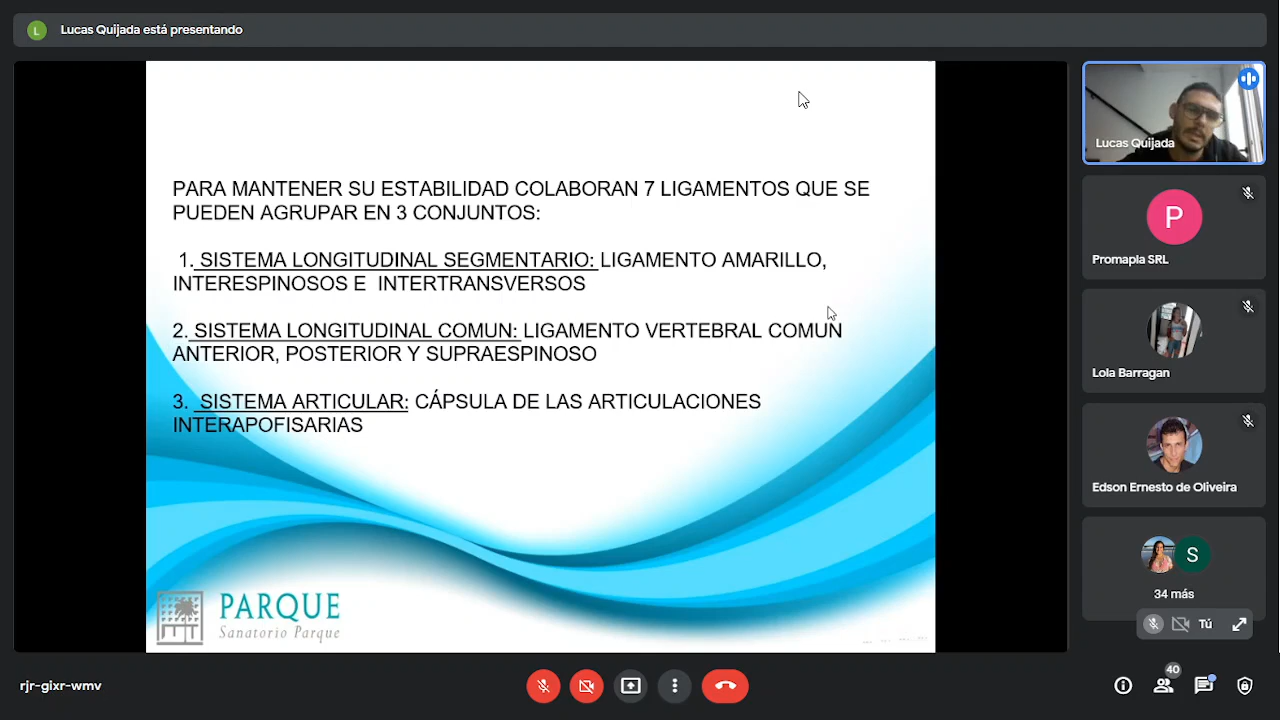 L
Lucas Quijada está presentando
PARA MANTENER SU ESTABILIDAD COLABORAN 7 LIGAMENTOS QUE SE
PUEDEN AGRUPAR EN 3 CONJUNTOS:
1. SISTEMA LONGITUDINAL SEGMENTARIO: LIGAMENTO AMARILLO,
INTERESPINOSOS E INTERTRANSVERSOS
2. SISTEMA LONGITUDINAL COMUN: LIGAMENTO VERTEBRAL COMUN
ANTERIOR, POSTERIOR Y SUPRAESPINOSO
3. SISTEMA ARTICULAR: CÁPSULA DE LAS ARTICULACIONES
INTERAPOFISARIAS
PARQUE
Sanatorio Parque
Lucas Quijada
P
Promapla SRL
Lola Barragan
Edson Ernesto de Oliveira
S
34 más
Tú
rjr-gixr-wmv
40